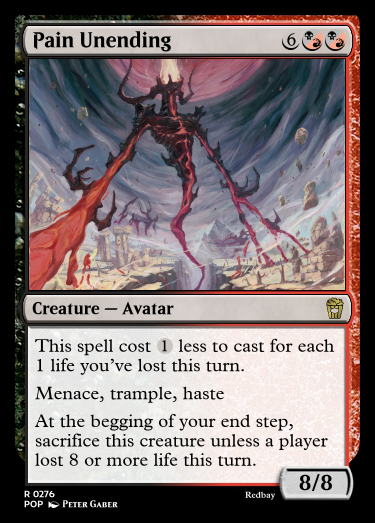 Pain Unending 6
Creature — Avatar
This spell cost 1 less to cast for each
1 life you've lost this turn.
Menace, trample, haste
At the begging of your end step,
sacrifice this creature unless a player
lost 8 or more life this turn.
8/8
R 0276
POP Peter Gaber
Redbay